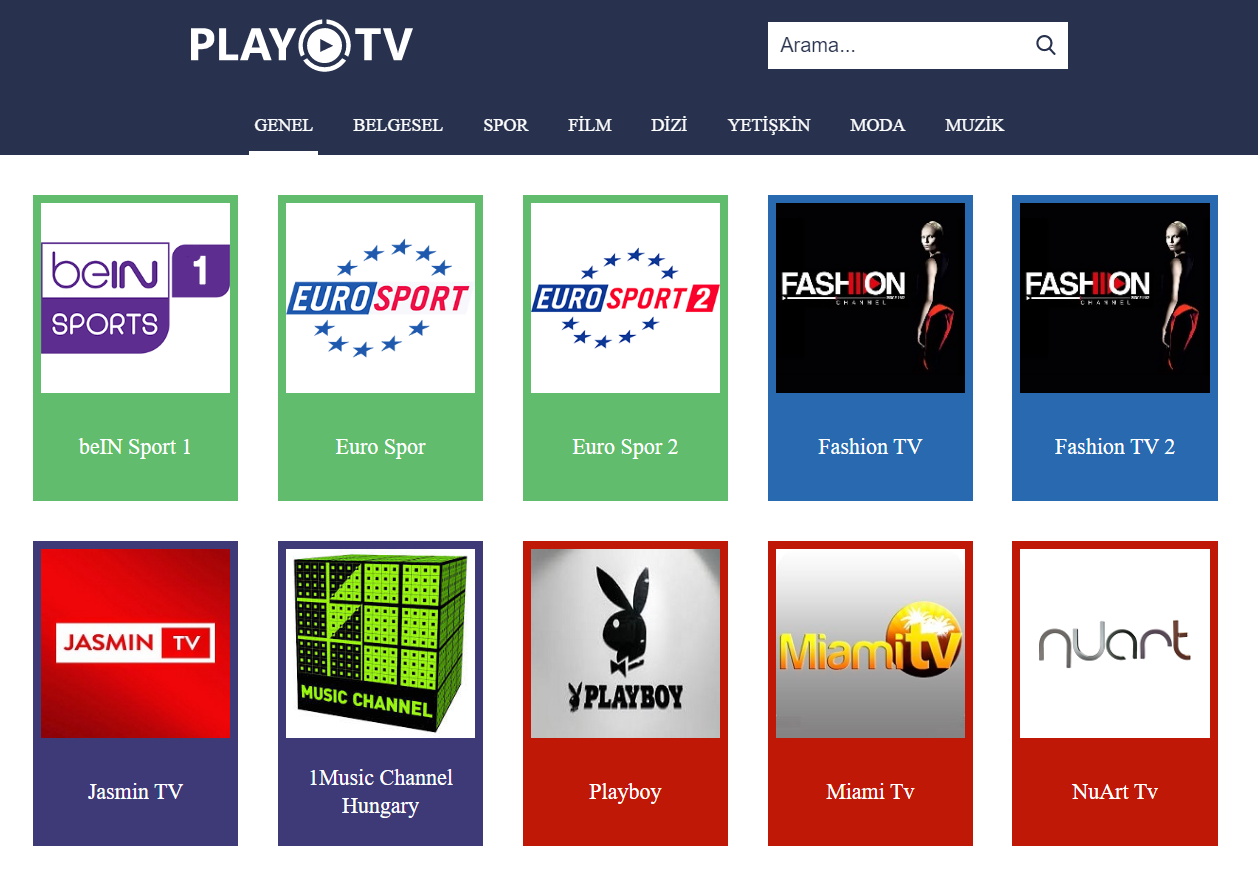 PLAY TV
Arama...
GENEL BELGESEL SPOR FİLM DİZİ YETİŞKİN MODA MUZİK
beIN 1
SPORTS
EUROSPORT
EUROSPORT 2
FASHION
CHANNEL
FASHION
CHANNEL
beIN Sport 1
Euro Spor
Euro Spor 2
Fashion TV
Fashion TV 2
JASMIN TV
1
MUSIC CHANNEL
PLAYBOY
Miami tv
nuart
Jasmin TV
1Music Channel
Hungary
Playboy
Miami Tv
NuArt Tv